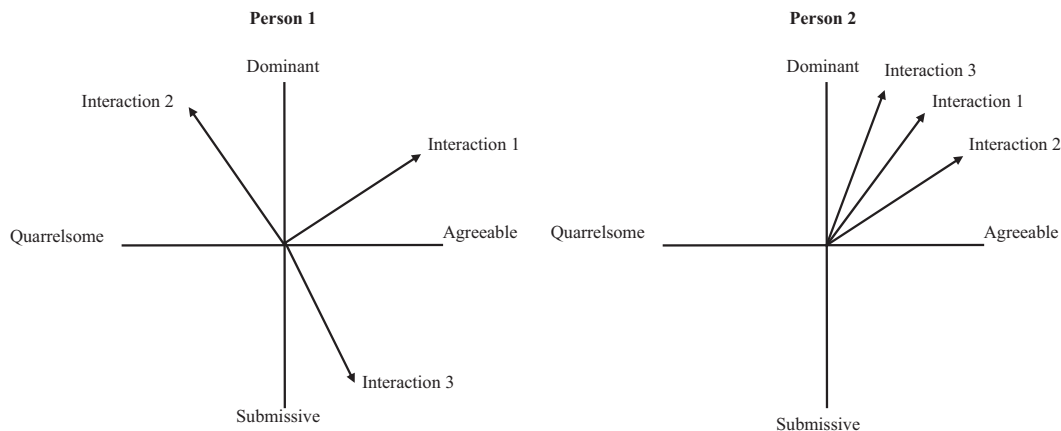 Person 1
Dominant
Interaction 2
Interaction 1
Quarrelsome
Agreeable
Interaction 3
Submissive
Person 2
Dominant
Interaction 3
Interaction 1
Interaction 2
Quarrelsome
Agreeable
Submissive